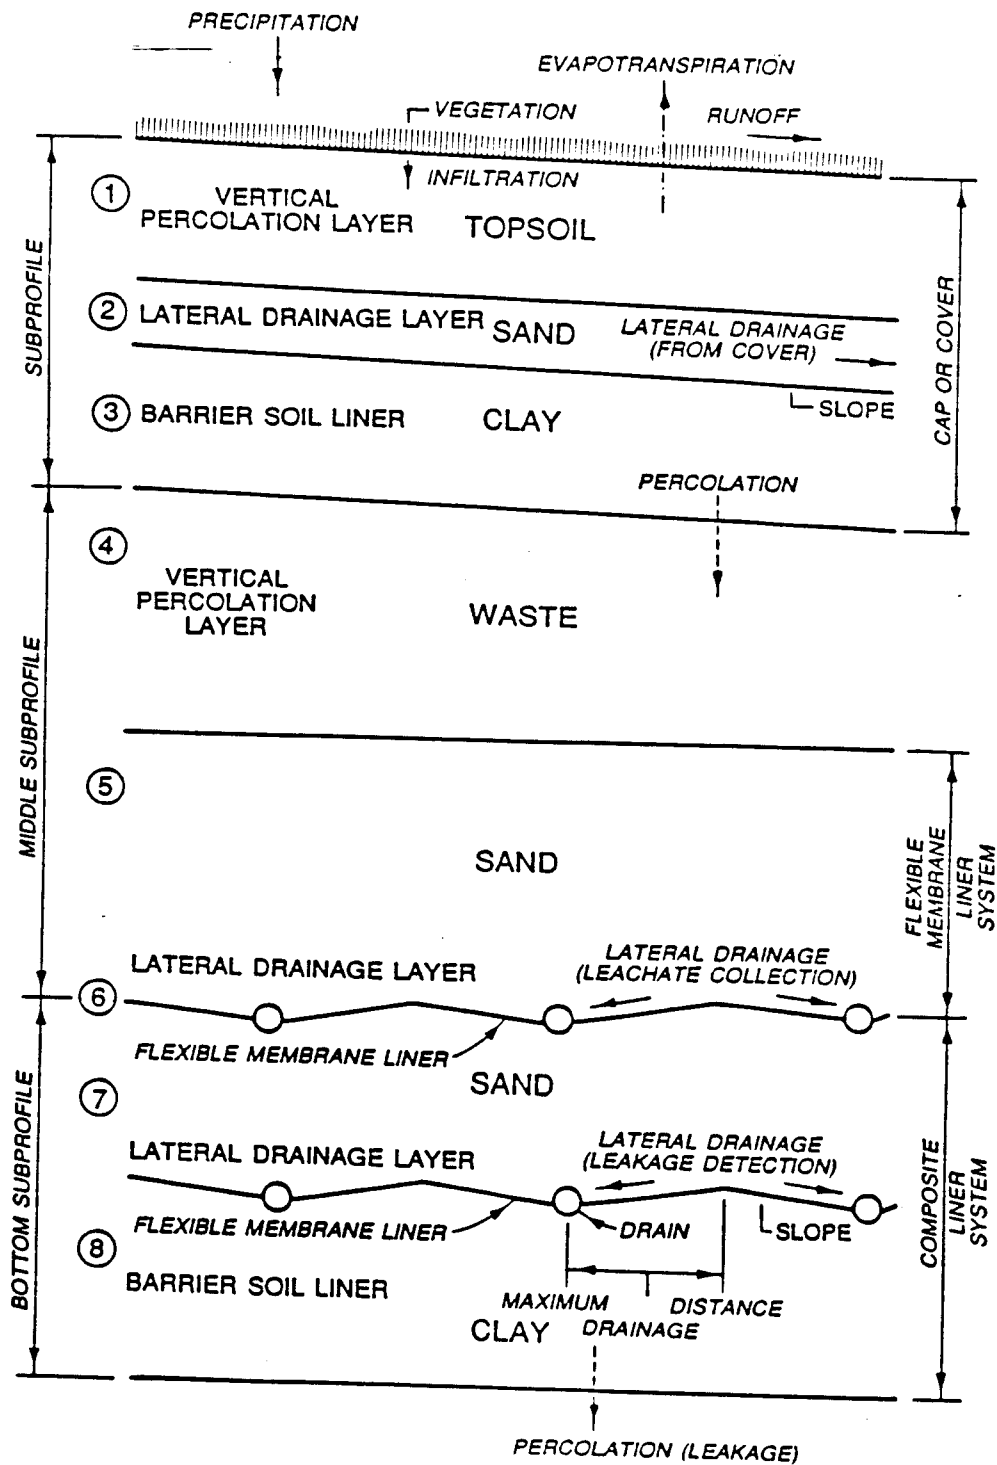 PRECIPITATION
EVAPOTRANSPIRATION
VEGETATION
RUNOFF
INFILTRATION
1
VERTICAL
PERCOLATION LAYER
TOPSOIL
SUBPROFILE
2
LATERAL DRAINAGE LAYER
SAND
LATERAL DRAINAGE
(FROM COVER)
SLOPE
CAP OR COVER
3
BARRIER SOIL LINER
CLAY
PERCOLATION
4
VERTICAL
PERCOLATION
LAYER
WASTE
MIDDLE SUBPROFILE
5
SAND
FLEXIBLE
MEMBRANE
LINER
SYSTEM
LATERAL DRAINAGE LAYER
LATERAL DRAINAGE
(LEACHATE COLLECTION)
6
FLEXIBLE MEMBRANE LINER
SAND
7
LATERAL DRAINAGE LAYER
LATERAL DRAINAGE
(LEAKAGE DETECTION)
BOTTOM SUBPROFILE
COMPOSITE
LINER
SYSTEM
FLEXIBLE MEMBRANE LINER
DRAIN
SLOPE
8
BARRIER SOIL LINER
MAXIMUM
DISTANCE
CLAY
DRAINAGE
PERCOLATION (LEAKAGE)